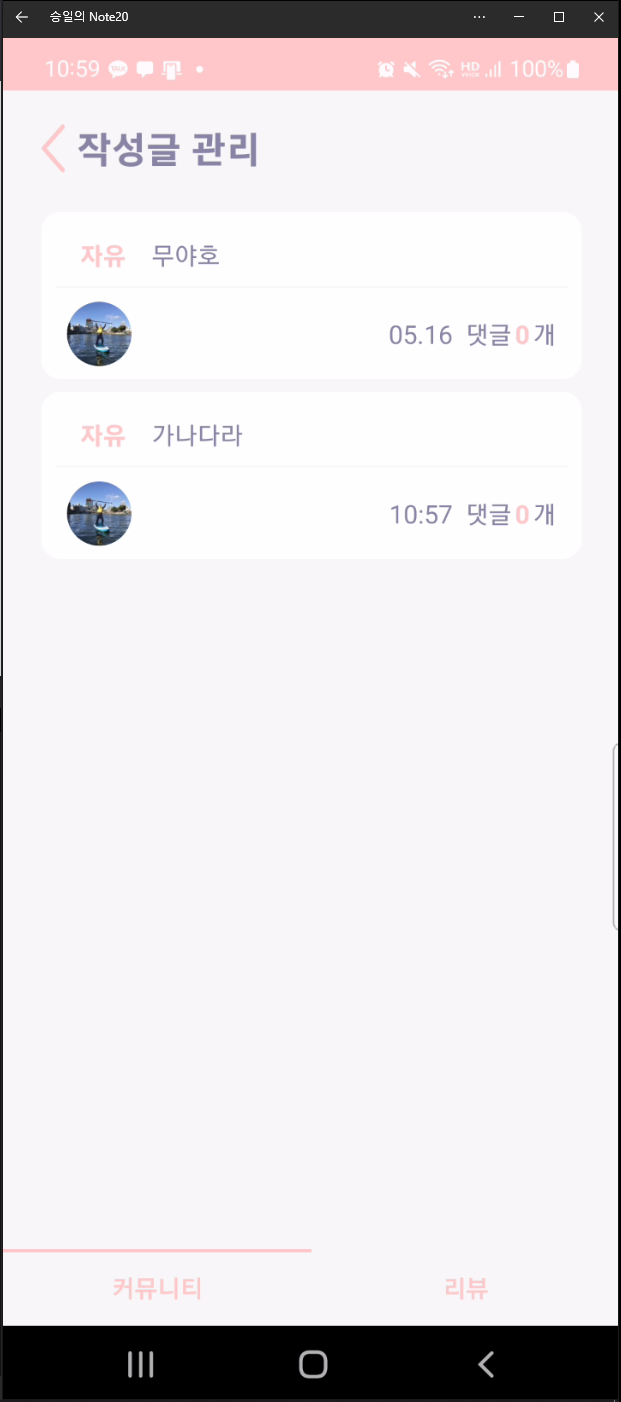 승일의 Note20
10:59 HD 100%
작성글 관리
자유 무야호
05.16 댓글 0 개
자유 가나다라
10:57 댓글 0 개
커뮤니티 리뷰